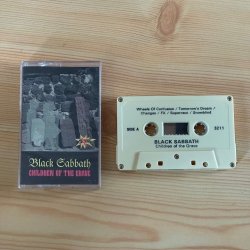 Black Sabbath
CHILDREN OF THE GRAVE
Wheels Of Confusion / Tomorrow's Dream /
Changes / FX / Supernaut / Snowblind
SIDE A
3211
BLACK SABBATH
Children of the Grave